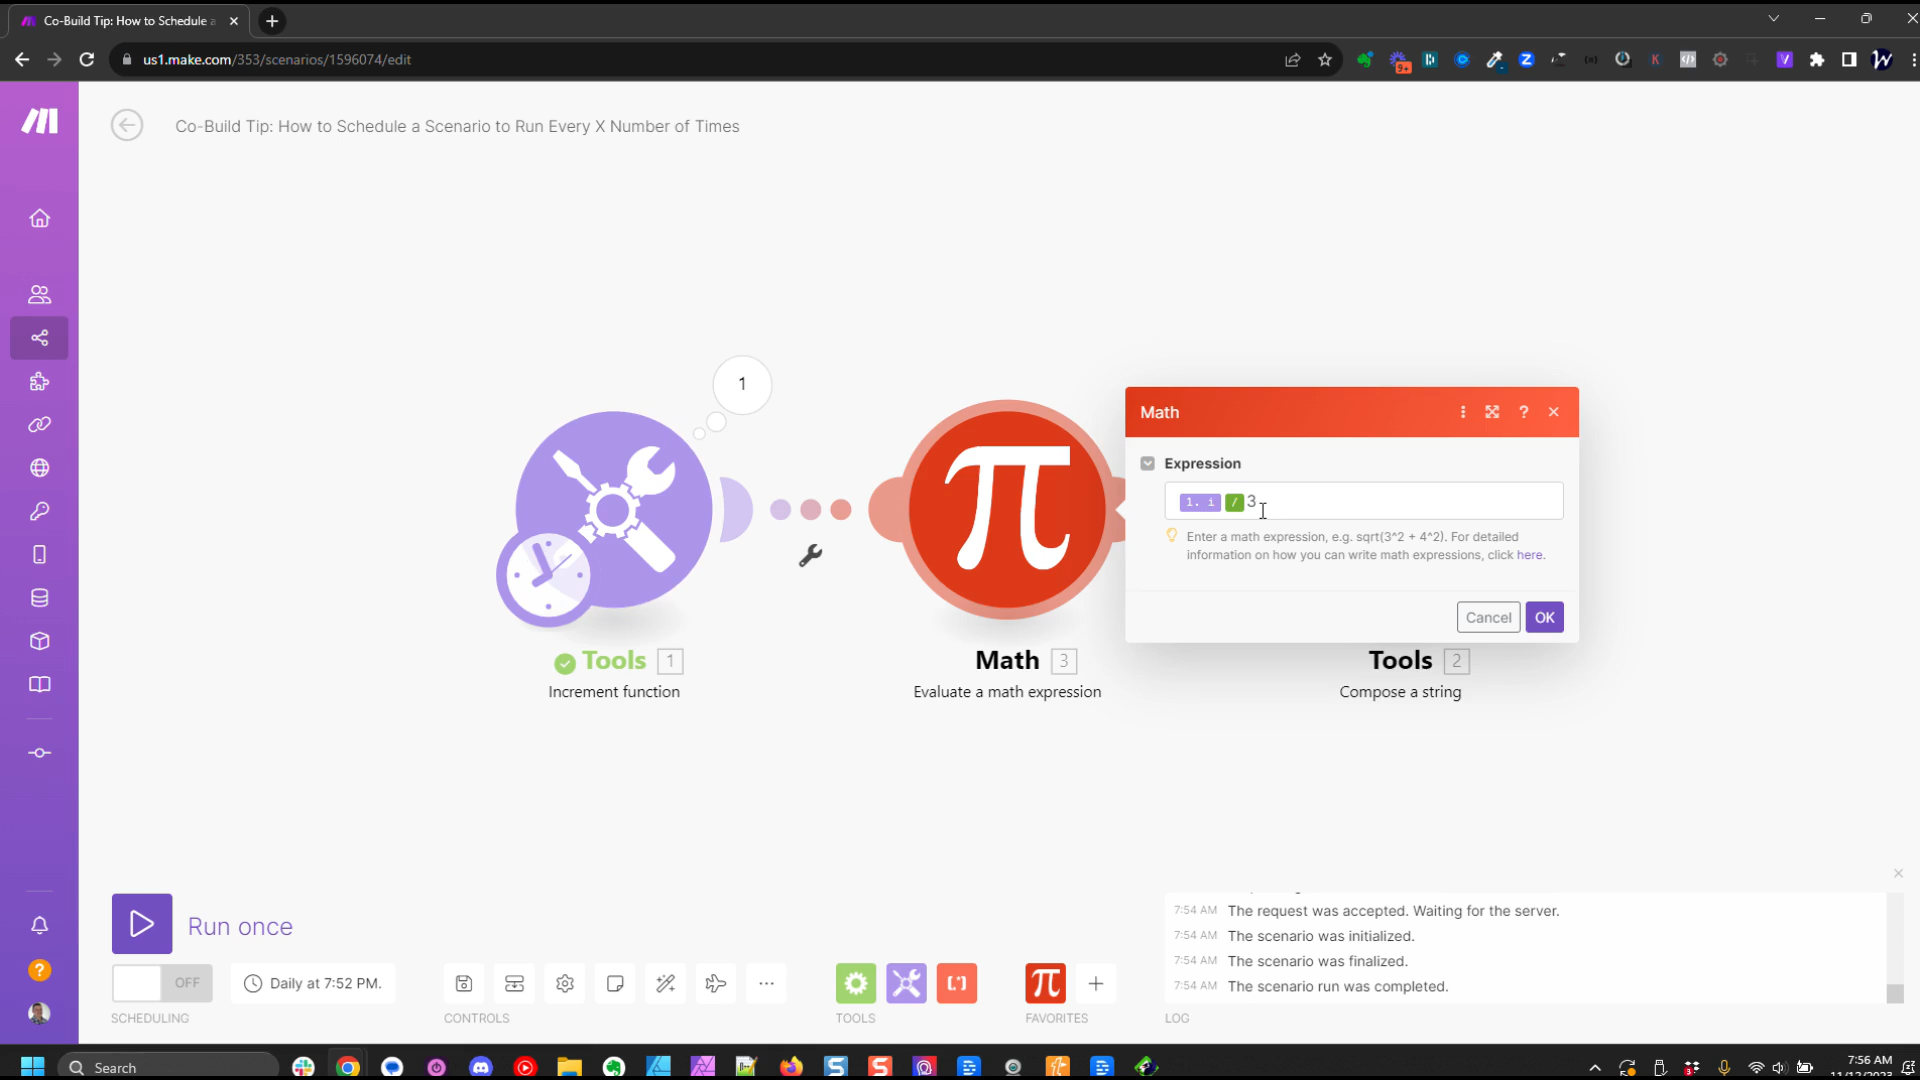 Co-Build Tip: How to Schedule a
us1.make.com/353/scenarios/1596074/edit
9+
Co-Build Tip: How to Schedule a Scenario to Run Every X Number of Times
1
Math
Expression
1. i / 3
Enter a math expression, e.g. sqrt(3^2 + 4^2). For detailed
information on how you can write math expressions, click here.
Cancel
OK
Tools 1
Increment function
Math 3
Evaluate a math expression
Tools 2
Compose a string
Run once
OFF
Daily at 7:52 PM.
SCHEDULING
CONTROLS
TOOLS
FAVORITES
LOG
7:54 AM The request was accepted. Waiting for the server.
7:54 AM The scenario was initialized.
7:54 AM The scenario was finalized.
7:54 AM The scenario run was completed.
Search
7:56 AM